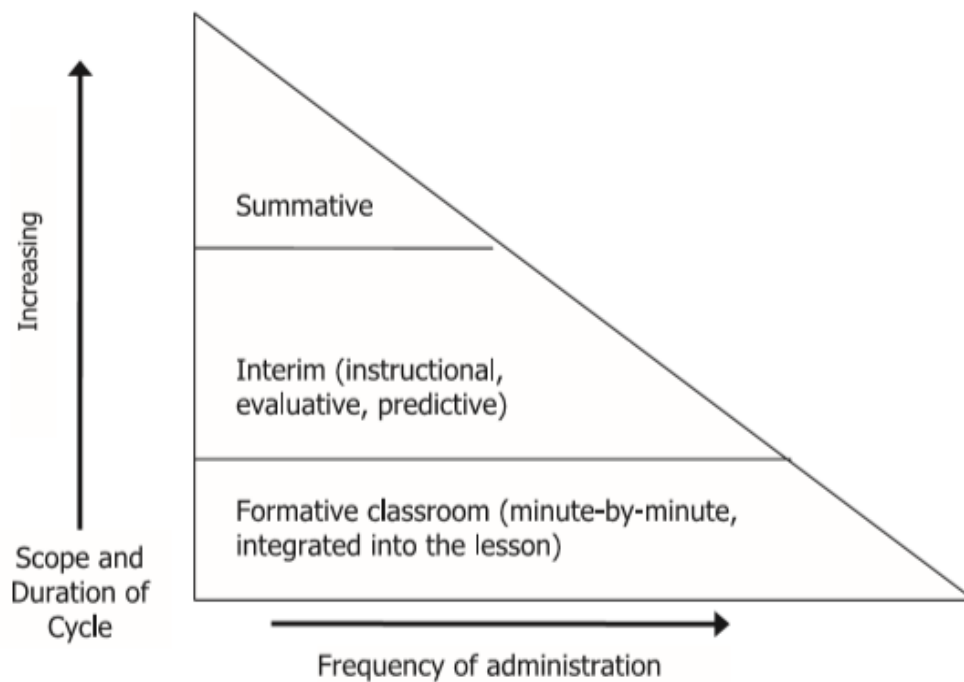 Summative
Increasing
Interim (instructional,
evaluative, predictive)
Formative classroom (minute-by-minute,
integrated into the lesson)
Scope and
Duration of
Cycle
Frequency of administration